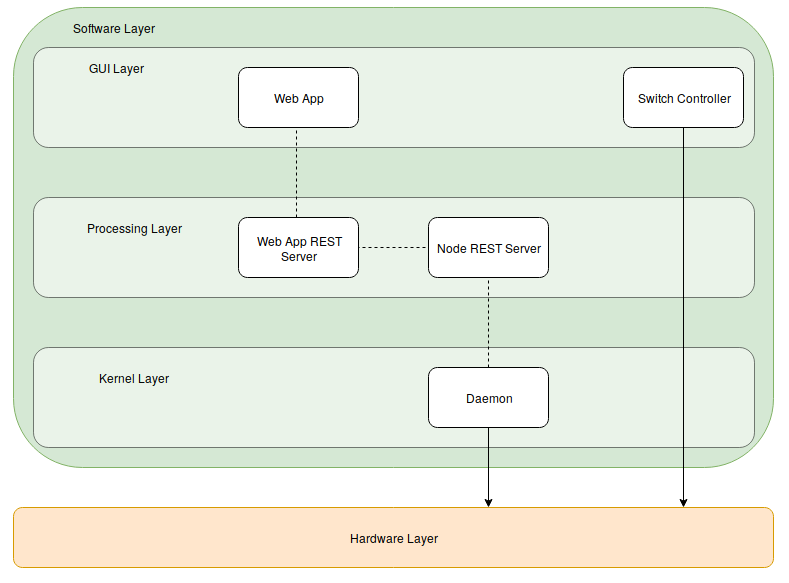 Software Layer
GUI Layer
Web App
Switch Controller
Processing Layer
Web App REST
Server
Node REST Server
Kernel Layer
Daemon
Hardware Layer